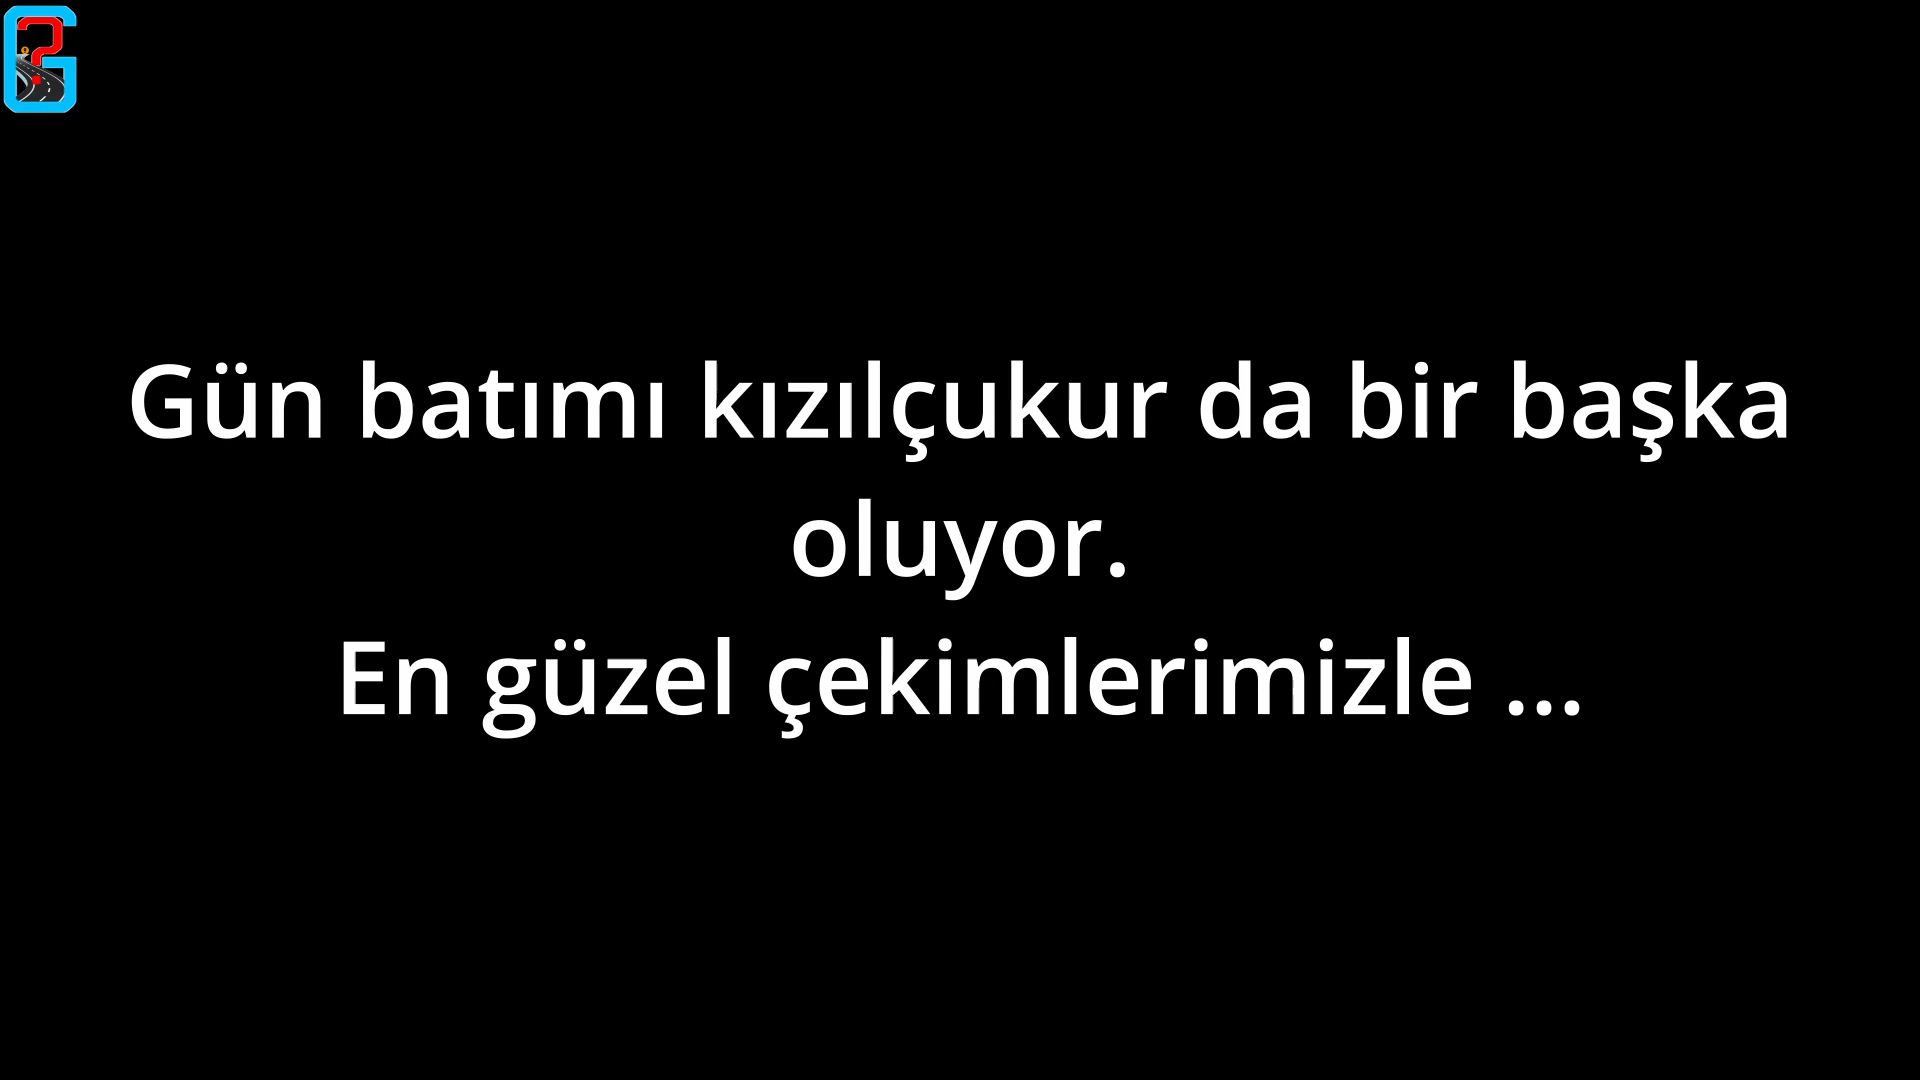 Gün batımı kızılçukur da bir başka
oluyor.
En güzel çekimlerimizle ...